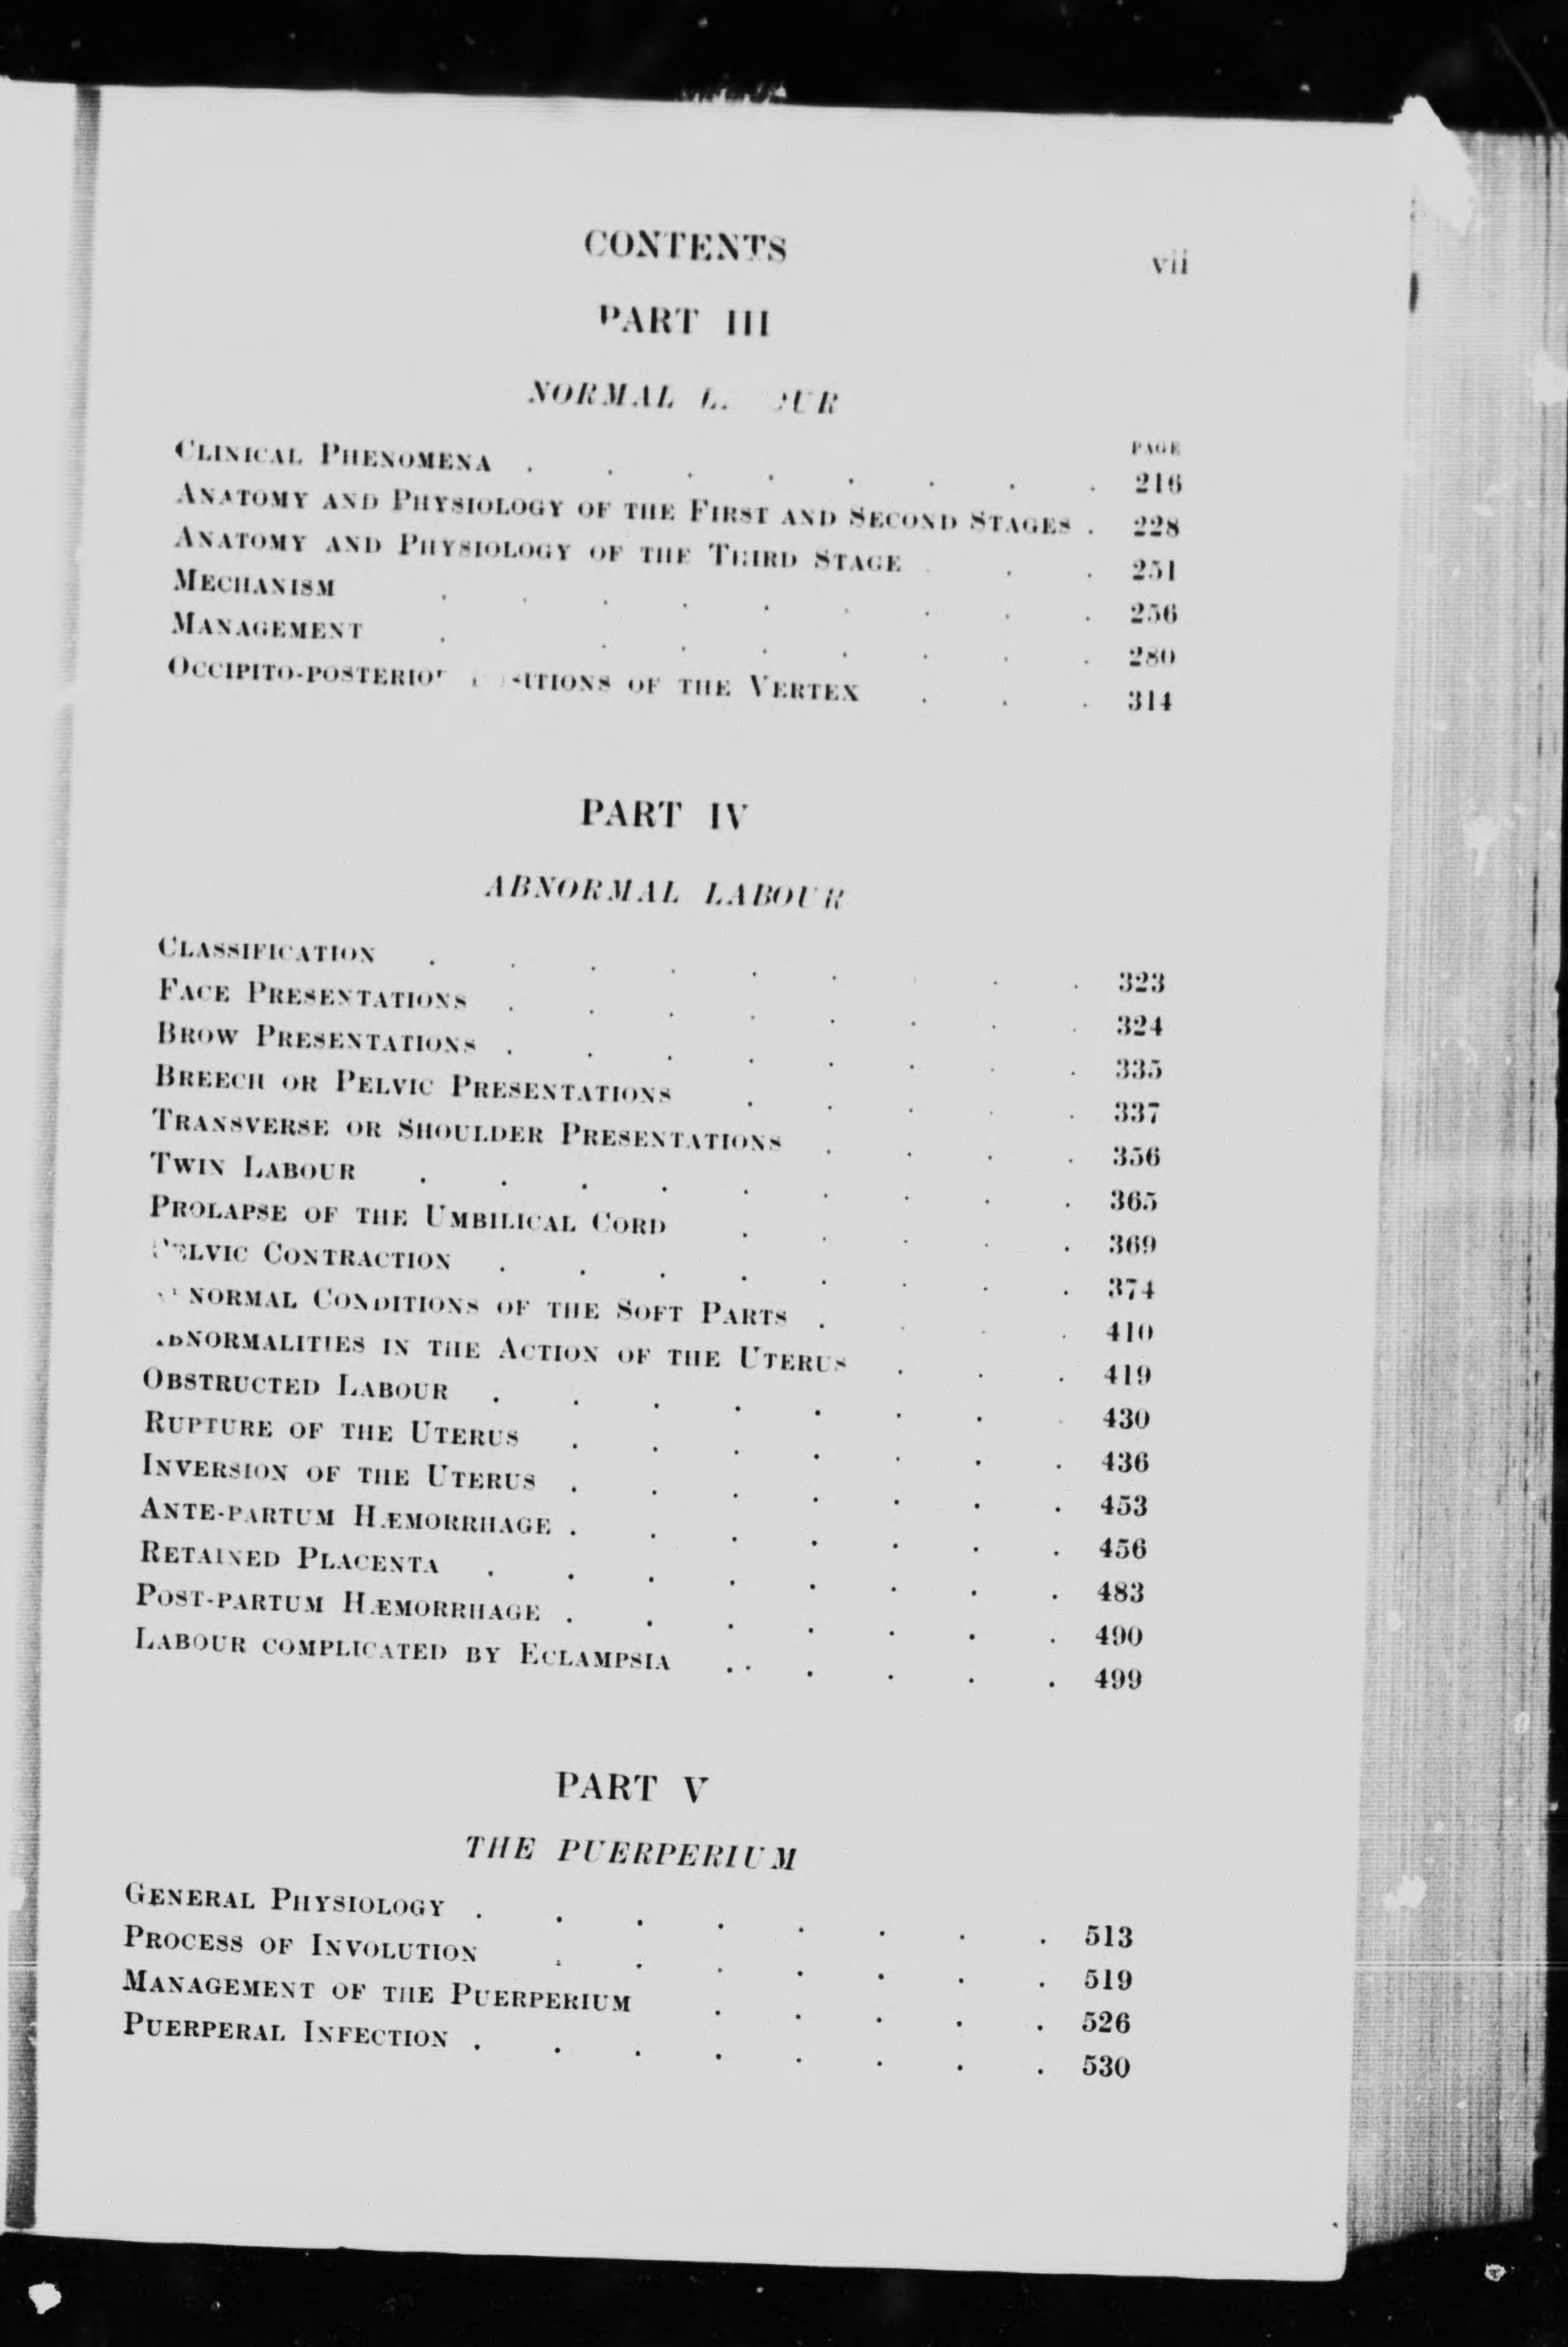 CONTENTS vii
PART III
NORMAL
PAGE
CLINICAL PHENOMENA . . . . . . . . 216
ANATOMY AND PHYSIOLOGY OF THE FIRST AND SECOND STAGES . 228
ANATOMY AND PHYSIOLOGY OF THE THIRD STAGE . . . 251
MECHANISM . . . . . . . . . 256
MANAGEMENT . . . . . . . . 280
OCCIPITO-POSTERIOR OF THE VERTEX . . . 314
PART IV
ABNORMAL LABOUR
CLASSIFICATION . . . . . . . . . 323
FACE PRESENTATIONS . . . . . . . . 324
BROW PRESENTATIONS . . . . . . . . 335
BREECH OR PELVIC PRESENTATIONS . . . . . 337
TRANSVERSE OR SHOULDER PRESENTATIONS . . . . 356
TWIN LABOUR . . . . . . . . . 365
PROLAPSE OF THE UMBILICAL CORD . . . . . 369
PELVIC CONTRACTION . . . . . . . . 374
ABNORMAL CONDITIONS OF THE SOFT PARTS . . . . 410
ABNORMALITIES IN THE ACTION OF THE UTERUS . . . 419
OBSTRUCTED LABOUR . . . . . . . . 430
RUPTURE OF THE UTERUS . . . . . . . 436
INVERSION OF THE UTERUS . . . . . . . 453
ANTE-PARTUM HÆMORRHAGE . . . . . . . 456
RETAINED PLACENTA . . . . . . . . 483
POST-PARTUM HÆMORRHAGE . . . . . . . 490
LABOUR COMPLICATED BY ECLAMPSIA . . . . . . 499
PART V
THE PUERPERIUM
GENERAL PHYSIOLOGY . . . . . . . . 513
PROCESS OF INVOLUTION . . . . . . . 519
MANAGEMENT OF THE PUERPERIUM . . . . . 526
PUERPERAL INFECTION . . . . . . . . 530